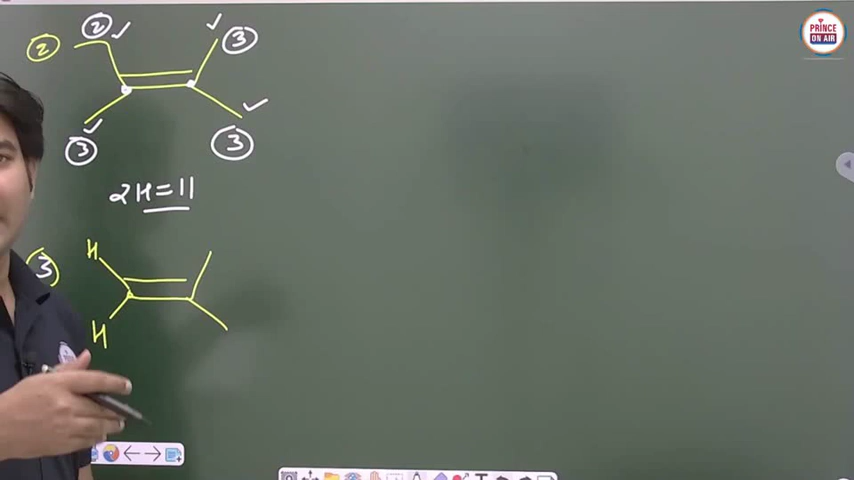 ② ② ③
③ ③
2H = 11
③ H
H
PRINCE
ON AIR